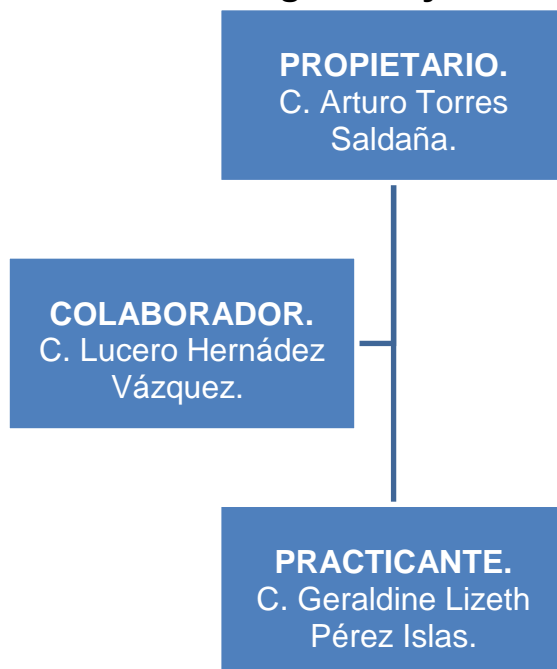 PROPIETARIO.
C. Arturo Torres
Saldaña.
COLABORADOR.
C. Lucero Hernádez
Vázquez.
PRACTICANTE.
C. Geraldine Lizeth
Pérez Islas.